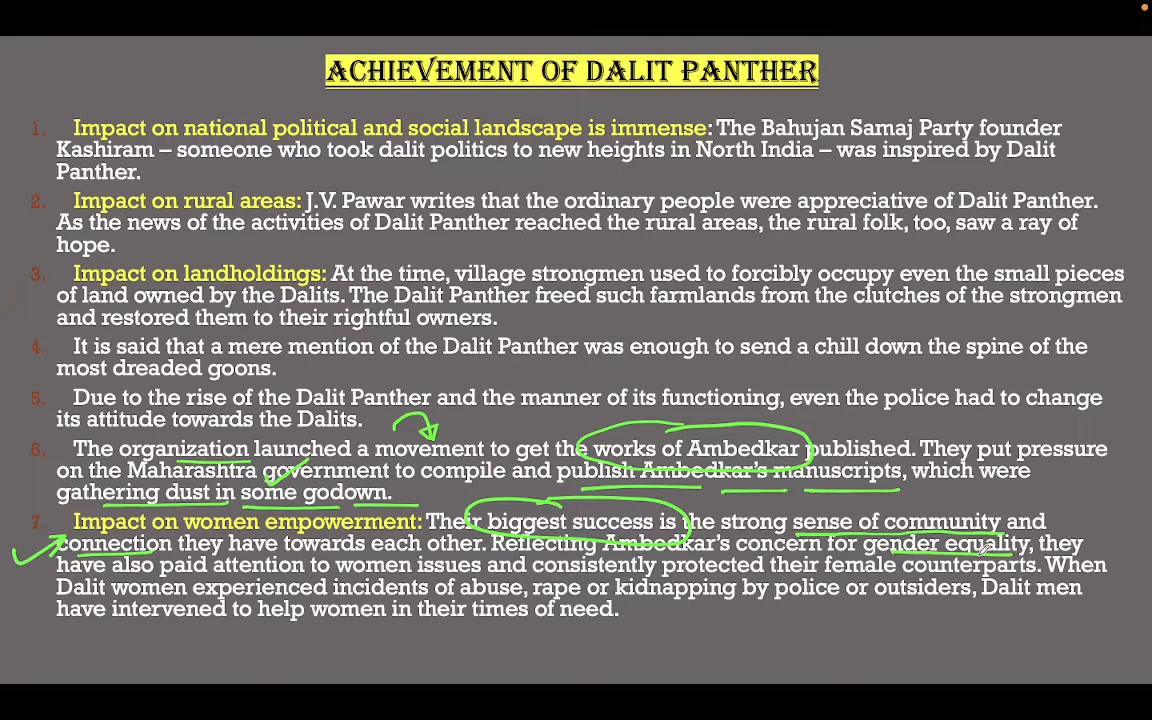 ACHIEVEMENT OF DALIT PANTHER
1. Impact on national political and social landscape is immense: The Bahujan Samaj Party founder
Kashiram – someone who took dalit politics to new heights in North India – was inspired by Dalit
Panther.
2. Impact on rural areas: J.V. Pawar writes that the ordinary people were appreciative of Dalit Panther.
As the news of the activities of Dalit Panther reached the rural areas, the rural folk, too, saw a ray of
hope.
3. Impact on landholdings: At the time, village strongmen used to forcibly occupy even the small pieces
of land owned by the Dalits. The Dalit Panther freed such farmlands from the clutches of the strongmen
and restored them to their rightful owners.
4. It is said that a mere mention of the Dalit Panther was enough to send a chill down the spine of the
most dreaded goons.
5. Due to the rise of the Dalit Panther and the manner of its functioning, even the police had to change
its attitude towards the Dalits.
6. The organization launched a movement to get the works of Ambedkar published. They put pressure
on the Maharashtra government to compile and publish Ambedkar's manuscripts, which were
gathering dust in some godown.
7. Impact on women empowerment: Their biggest success is the strong sense of community and
connection they have towards each other. Reflecting Ambedkar's concern for gender equality, they
have also paid attention to women issues and consistently protected their female counterparts. When
Dalit women experienced incidents of abuse, rape or kidnapping by police or outsiders, Dalit men
have intervened to help women in their times of need.